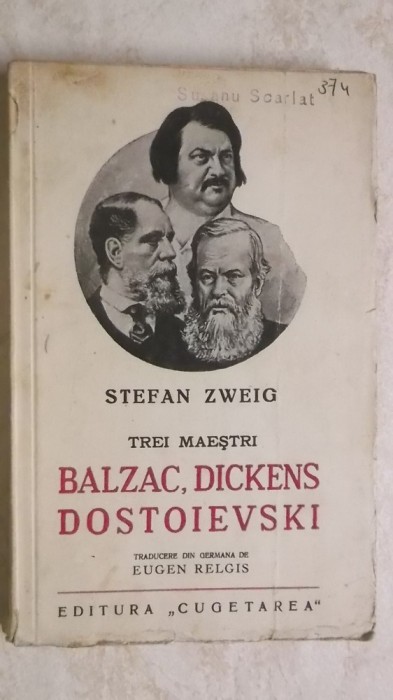 Scarlat
374
STEFAN ZWEIG
TREI MAEŞTRI
BALZAC, DICKENS
DOSTOIEVSKI
TRADUCERE DIN GERMANA DE
EUGEN RELGIS
EDITURA „CUGETAREA“